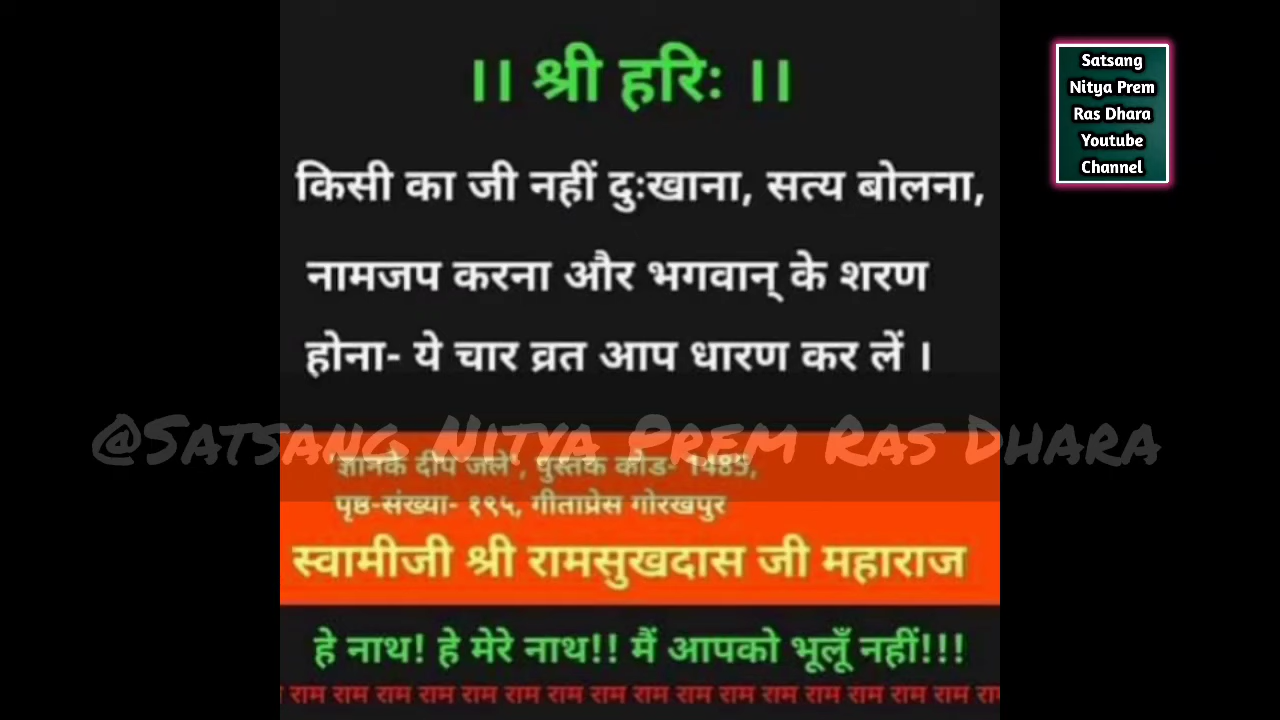 ।। श्री हरिः ।।
किसी का जी नहीं दुःखाना, सत्य बोलना,
नामजप करना और भगवान् के शरण
होना- ये चार व्रत आप धारण कर लें ।
'ज्ञानके दीप जले', पुस्तक कोड- 1485,
पृष्ठ-संख्या- १९५, गीताप्रेस गोरखपुर
स्वामीजी श्री रामसुखदास जी महाराज
हे नाथ! हे मेरे नाथ!! मैं आपको भूलूँ नहीं!!!
राम राम राम राम राम राम राम राम राम राम राम राम राम राम राम राम
Satsang
Nitya Prem
Ras Dhara
Youtube
Channel
@Satsang Nitya Prem Ras Dhara